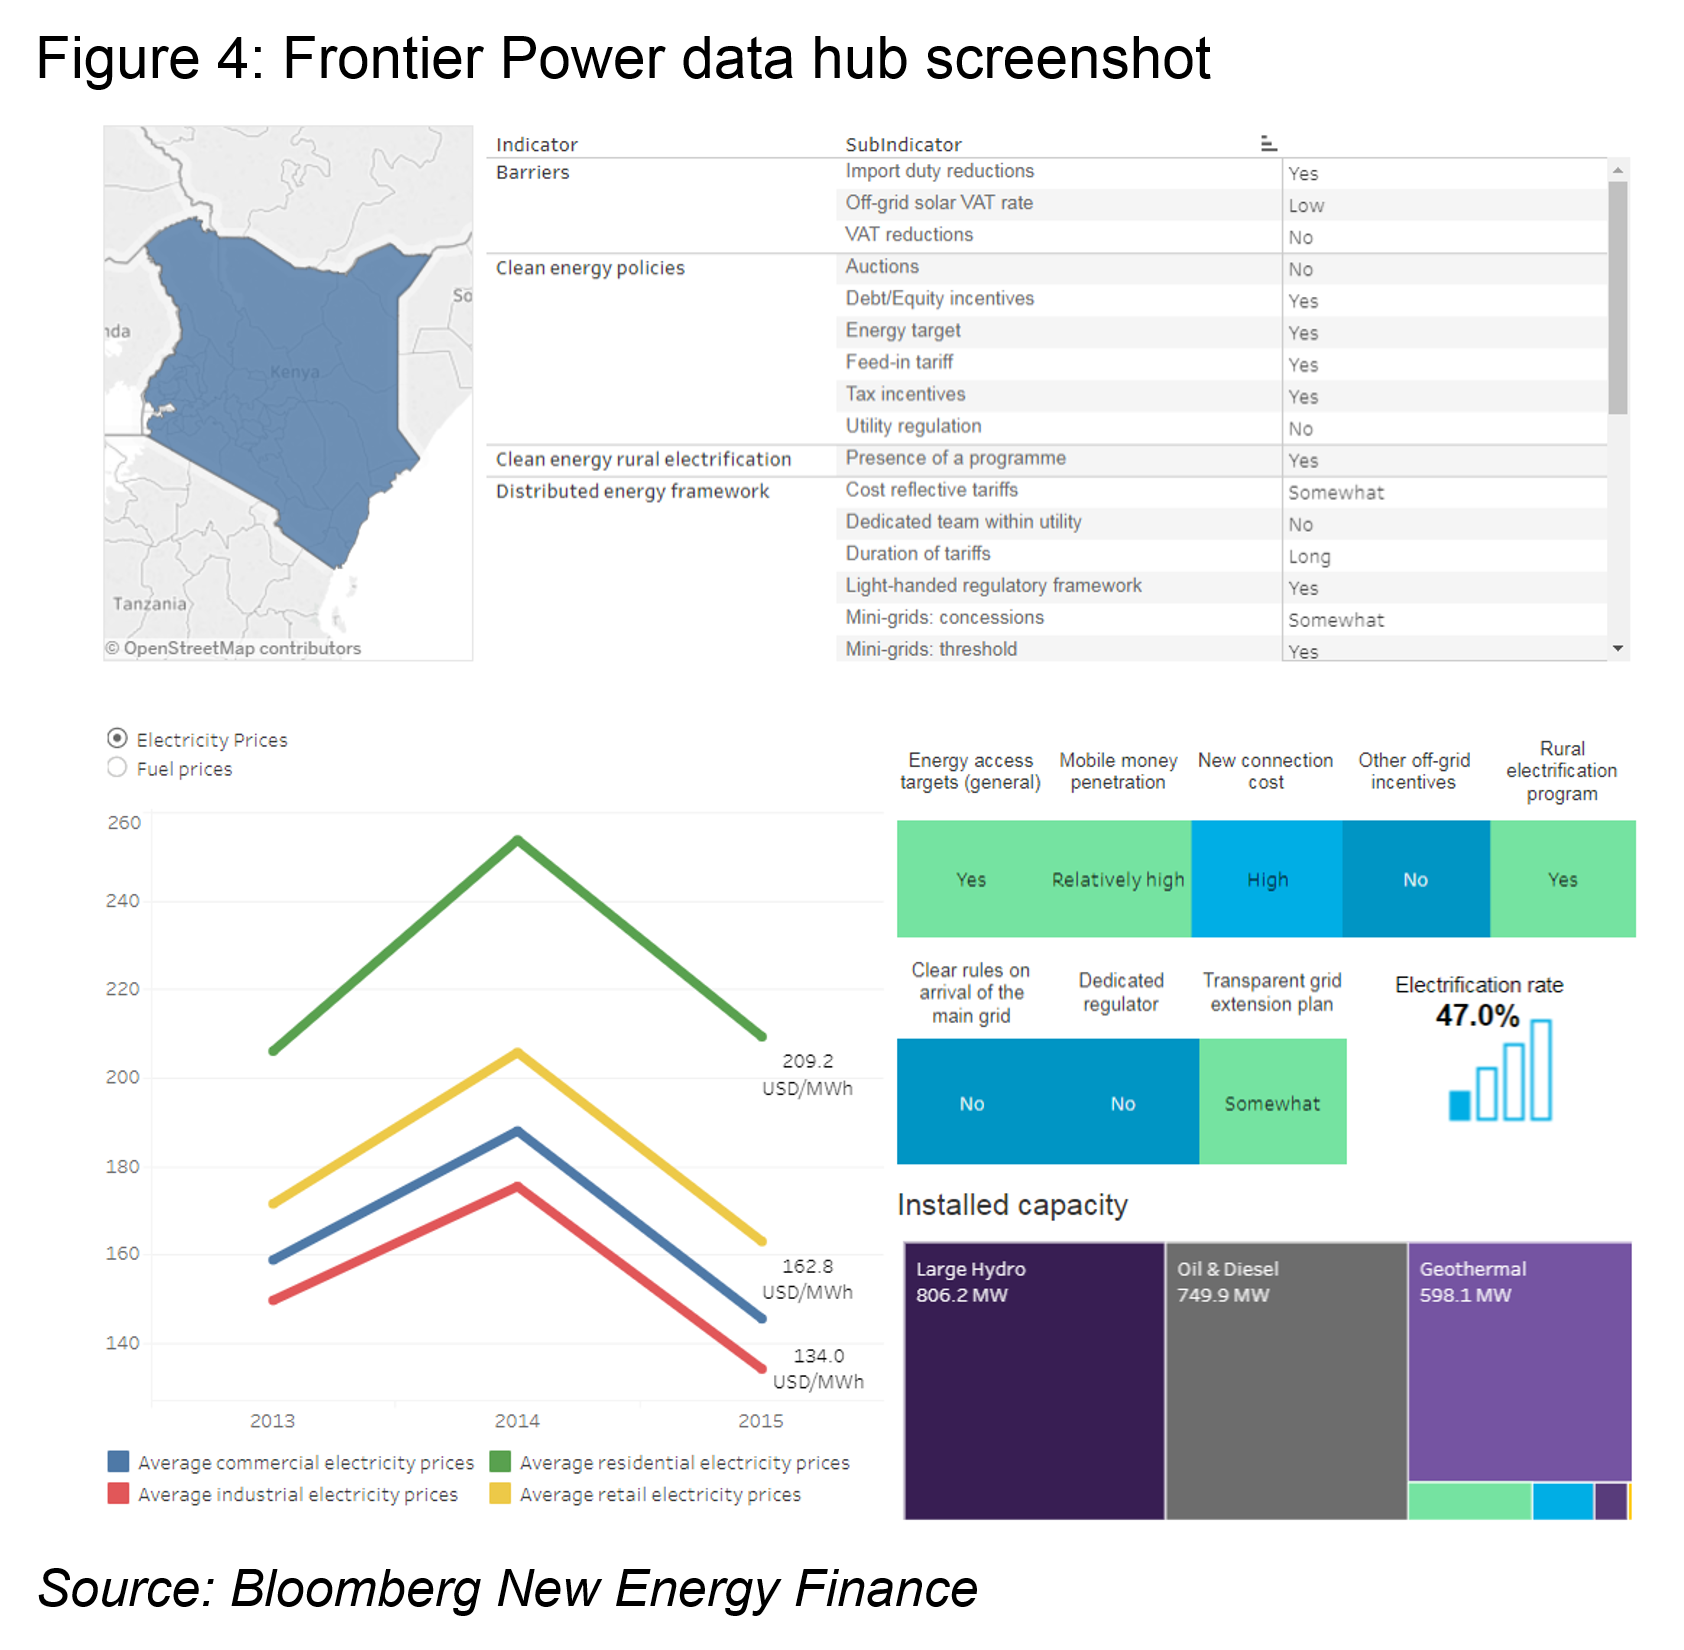 Figure 4: Frontier Power data hub screenshot
nda
Kenya
So
Tanzania
© OpenStreetMap contributors
Indicator SubIndicator
Barriers Import duty reductions Yes
Off-grid solar VAT rate Low
VAT reductions No
Clean energy policies Auctions No
Debt/Equity incentives Yes
Energy target Yes
Feed-in tariff Yes
Tax incentives Yes
Utility regulation No
Clean energy rural electrification Presence of a programme Yes
Distributed energy framework Cost reflective tariffs Somewhat
Dedicated team within utility No
Duration of tariffs Long
Light-handed regulatory framework Yes
Mini-grids: concessions Somewhat
Mini-grids: threshold Yes
Electricity Prices
Fuel prices
260
240
220
200
180
160
140
209.2
USD/MWh
162.8
USD/MWh
134.0
USD/MWh
2013 2014 2015
Average commercial electricity prices Average residential electricity prices
Average industrial electricity prices Average retail electricity prices
Energy access
targets (general)
Mobile money
penetration
New connection
cost
Other off-grid
incentives
Rural
electrification
program
Yes Relatively high High No Yes
Clear rules on
arrival of the
main grid
Dedicated
regulator
Transparent grid
extension plan
No No Somewhat
Electrification rate
47.0%
Installed capacity
Large Hydro
806.2 MW
Oil & Diesel
749.9 MW
Geothermal
598.1 MW
Source: Bloomberg New Energy Finance